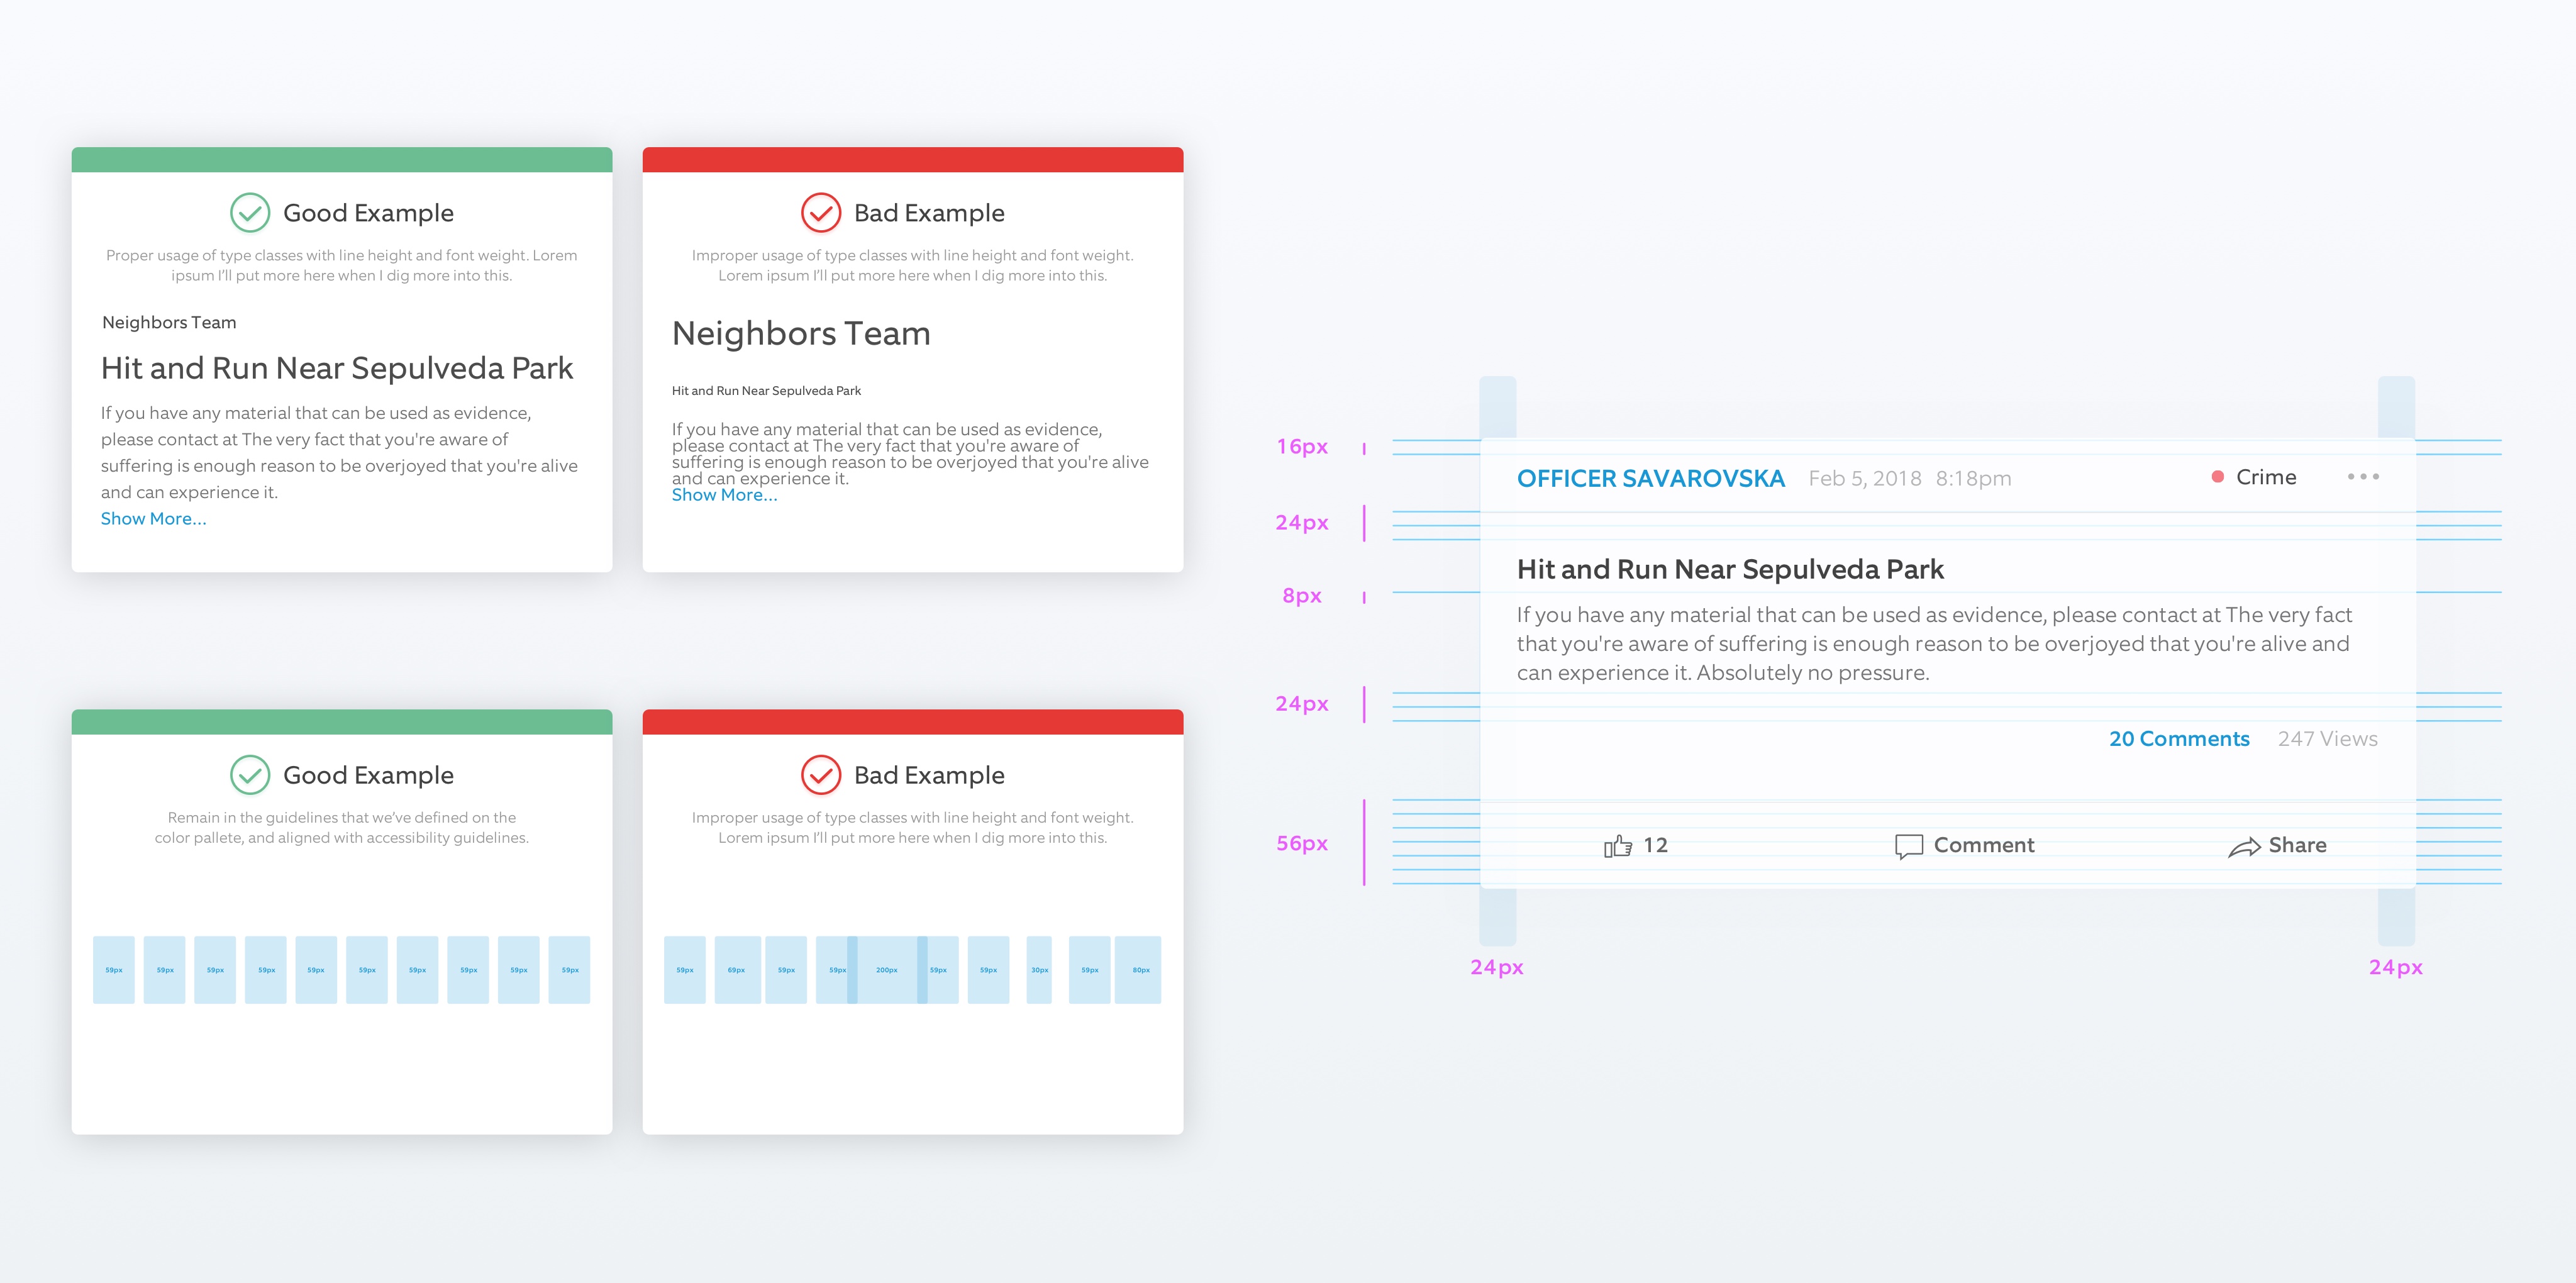 Good Example
Proper usage of type classes with line height and font weight. Lorem
ipsum I'll put more here when I dig more into this.
Neighbors Team
Hit and Run Near Sepulveda Park
If you have any material that can be used as evidence,
please contact at The very fact that you're aware of
suffering is enough reason to be overjoyed that you're alive
and can experience it.
Show More...
Bad Example
Improper usage of type classes with line height and font weight.
Lorem ipsum I'll put more here when I dig more into this.
Neighbors Team
Hit and Run Near Sepulveda Park
If you have any material that can be used as evidence,
please contact at The very fact that you're aware of
suffering is enough reason to be overjoyed that you're alive
and can experience it.
Show More...
Good Example
Remain in the guidelines that we've defined on the
color pallete, and aligned with accessibility guidelines.
59px 59px 59px 59px 59px 59px 59px 59px 59px 59px
Bad Example
Improper usage of type classes with line height and font weight.
Lorem ipsum I'll put more here when I dig more into this.
59px 69px 59px 59px 200px 59px 59px 30px 59px 80px
16px
OFFICER SAVAROVSKA Feb 5, 2018 8:18pm Crime
24px
Hit and Run Near Sepulveda Park
8px
If you have any material that can be used as evidence, please contact at The very fact
that you're aware of suffering is enough reason to be overjoyed that you're alive and
can experience it. Absolutely no pressure.
24px
20 Comments 247 Views
56px
12 Comment Share
24px 24px